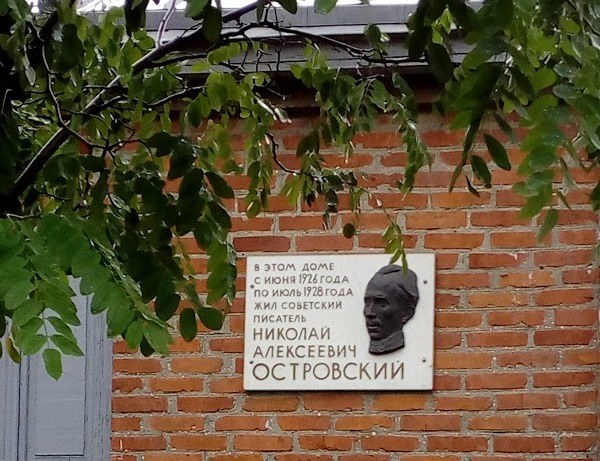 В ЭТОМ ДОМЕ
С ИЮНЯ 1926 ГОДА
ПО ИЮЛЬ 1928 ГОДА
ЖИЛ СОВЕТСКИЙ
ПИСАТЕЛЬ
НИКОЛАЙ
АЛЕКСЕЕВИЧ
ОСТРОВСКИЙ